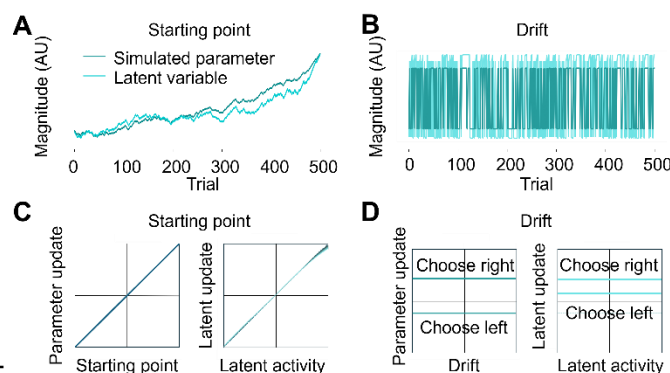 A
Starting point
Magnitude (AU)
Simulated parameter
Latent variable
0
100
200
300
400
500
Trial
B
Drift
Magnitude (AU)
0
100
200
300
400
500
Trial
C
Starting point
Parameter update
Starting point
Latent update
Latent activity
D
Drift
Parameter update
Choose right
Choose left
Drift
Latent update
Choose right
Choose left
Latent activity